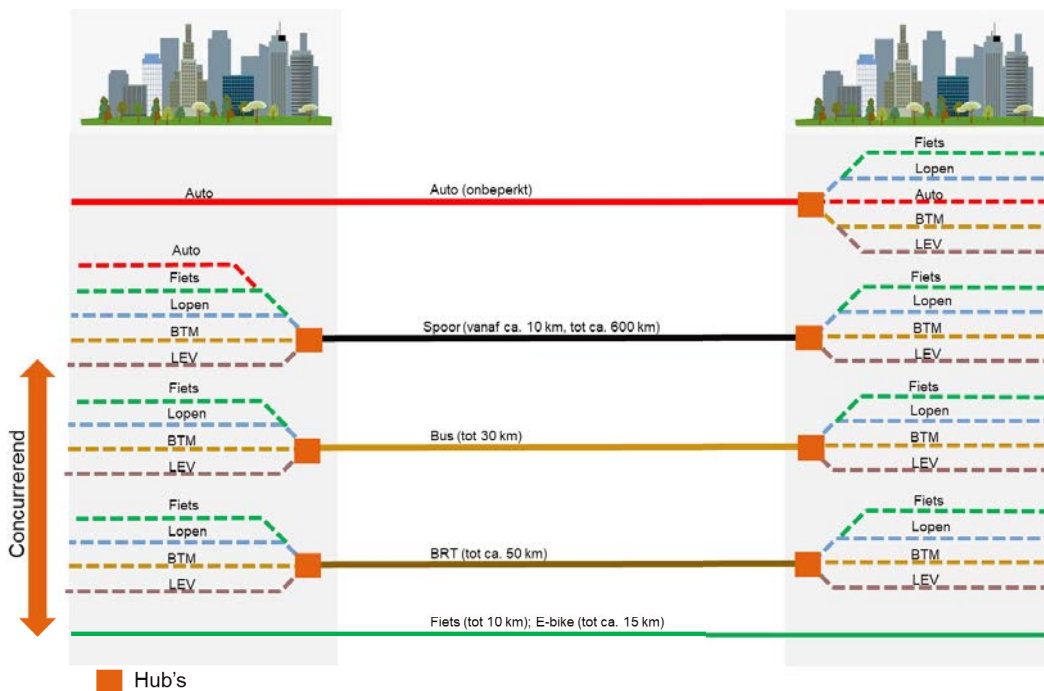 Fiets
Lopen
Auto
Auto (onbeperkt)
Auto
BTM
LEV
Auto
Fiets
Lopen
BTM
LEV
Spoor (vanaf ca. 10 km, tot ca. 600 km)
Fiets
Lopen
BTM
LEV
Fiets
Lopen
BTM
LEV
Bus (tot 30 km)
Fiets
Lopen
BTM
LEV
Fiets
Lopen
BTM
LEV
BRT (tot ca. 50 km)
Fiets
Lopen
BTM
LEV
Concurrerend
Fiets (tot 10 km); E-bike (tot ca. 15 km)
Hub's